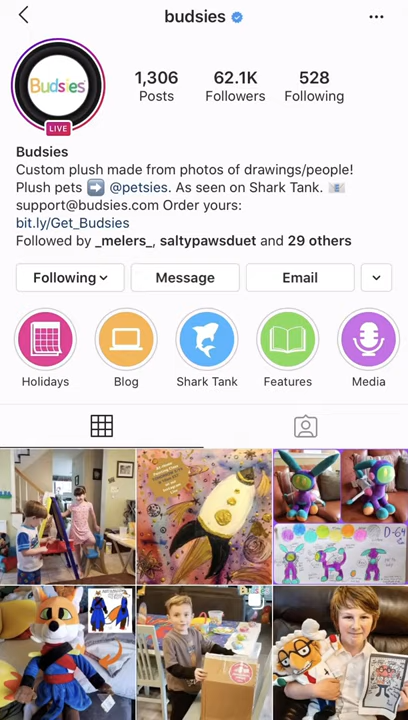 budsies
Budsies
LIVE
1,306
Posts
62.1K
Followers
528
Following
Budsies
Custom plush made from photos of drawings/people!
Plush pets ➡️ @petsies. As seen on Shark Tank. 📧
support@budsies.com Order yours:
bit.ly/Get_Budsies
Followed by _melers_, saltypawsduet and 29 others
Following
Message
Email
Holidays
Blog
Shark Tank
Features
Media
D-64